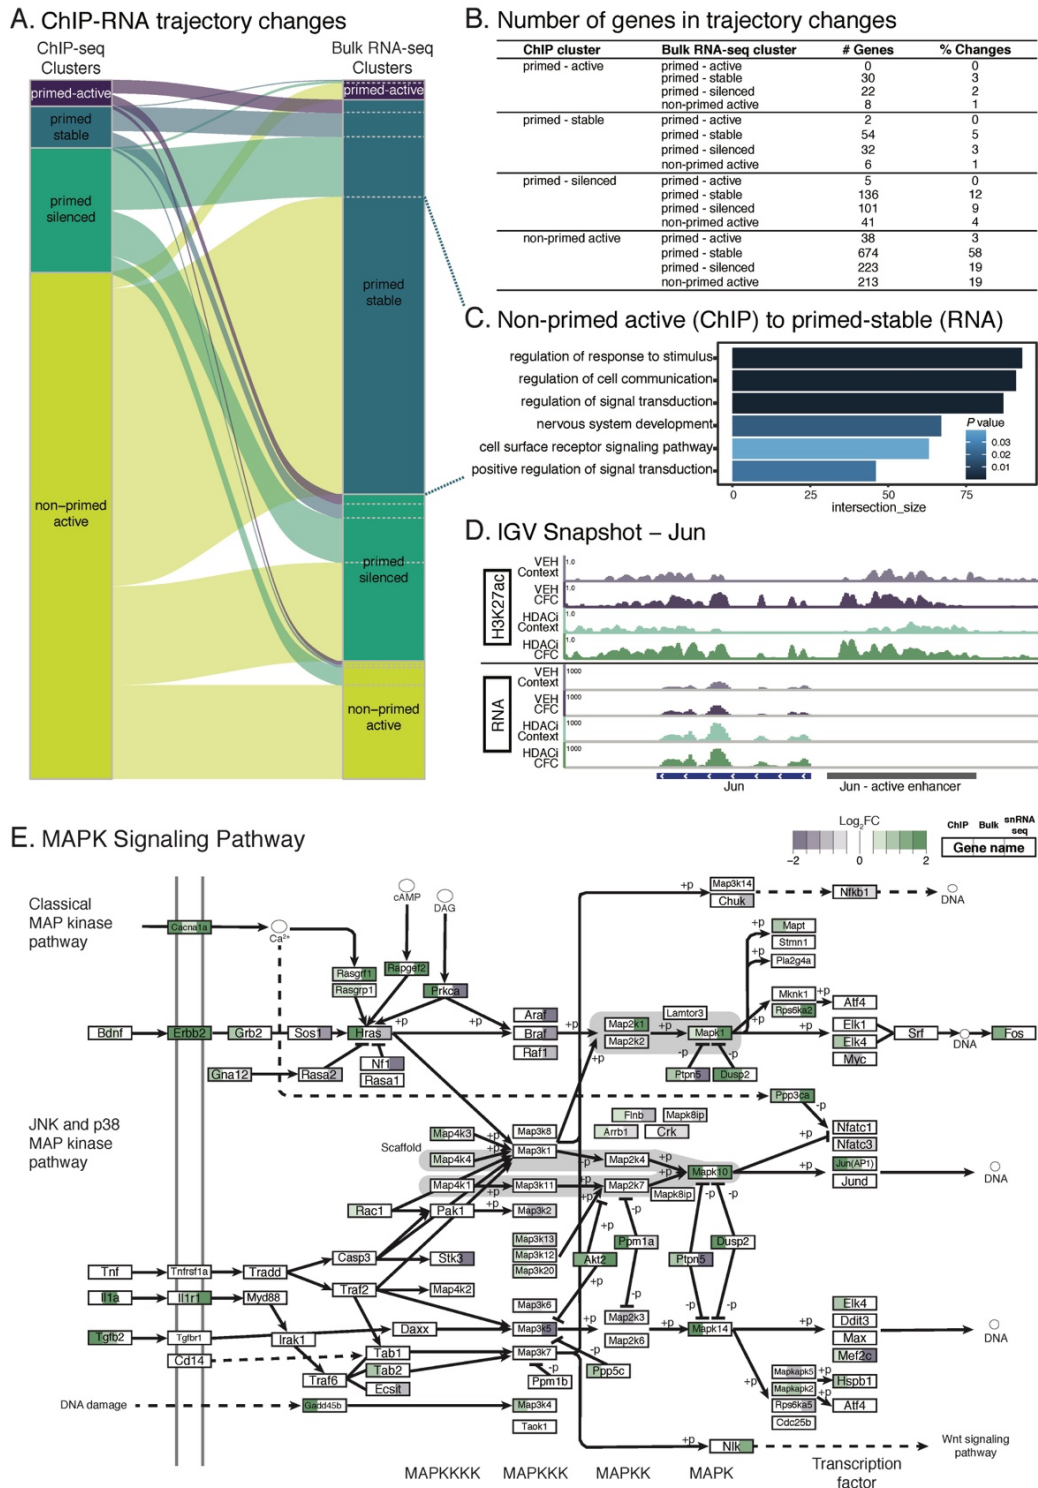 A. ChIP-RNA trajectory changes
ChIP-seq
Clusters
Bulk RNA-seq
Clusters
primed-active
primed
stable
primed
silenced
non-primed
active
primed-active
primed
stable
primed
silenced
non-primed
active
B. Number of genes in trajectory changes
ChIP cluster Bulk RNA-seq cluster # Genes % Changes
primed - active primed - active 0 0
primed - stable 30 3
primed - silenced 22 2
non-primed active 8 1
primed - stable primed - active 2 0
primed - stable 54 5
primed - silenced 32 3
non-primed active 6 1
primed - silenced primed - active 5 0
primed - stable 136 12
primed - silenced 101 9
non-primed active 41 4
non-primed active primed - active 38 3
primed - stable 674 58
primed - silenced 223 19
non-primed active 213 19
C. Non-primed active (ChIP) to primed-stable (RNA)
regulation of response to stimulus
regulation of cell communication
regulation of signal transduction
nervous system development
cell surface receptor signaling pathway
positive regulation of signal transduction
P value
0.03
0.02
0.01
0 25 50 75
intersection_size
D. IGV Snapshot – Jun
H3K27ac
VEH
Context
1.0
VEH
CFC
1.0
HDACi
Context
1.0
HDACi
CFC
1.0
RNA
VEH
Context
1000
VEH
CFC
1000
HDACi
Context
1000
HDACi
CFC
1000
Jun
Jun - active enhancer
E. MAPK Signaling Pathway
Log2FC
-2 0 2
ChIP Bulk snRNA seq
Gene name
Classical
MAP kinase
pathway
Cacna1a
Ca2+
cAMP
DAG
Rasgrf1
Rasgrp1
Rapgef2
Prkca
Map3k14
Chuk
+p
Nfkb1
DNA
Mapt
Stmn1
Pla2g4a
+p
Bdnf
Erbb2
Grb2
Sos1
Hras
+p
Araf
Braf
Raf1
+p
Map2k1
Map2k2
+p
Lamtor3
Mapk1
+p
Mknk1
Rps6ka2
+p
Atf4
Elk1
Elk4
Myc
Srf
DNA
Fos
Gna12
Rasa2
Nf1
Rasa1
-p
Ptpn5
Dusp2
-p
+p
Ppp3ca
-p
JNK and p38
MAP kinase
pathway
Scaffold
Map4k3
Map4k4
Map4k1
+p
Map3k8
Map3k1
Map3k11
Map3k2
Flnb
Mapk8ip
Arrb1
Crk
Map2k4
Map2k7
Mapk8ip
Mapk10
+p
Nfatc1
Nfatc3
Jun(AP1)
Jund
DNA
Rac1
Pak1
Casp3
Stk3
Map4k2
Map3k13
Map3k12
Map3k20
Akt2
+p
Ppm1a
-p
Ptpn5
Dusp2
-p
Tnf
Tnfrsf1a
Tradd
Traf2
Il1a
Il1r1
Myd88
Map3k6
Map3k5
Map3k7
Map2k3
Map2k6
+p
Mapk14
+p
Elk4
Ddit3
Max
Mef2c
DNA
Tgfb2
Tgfbr1
Cd14
Irak1
Daxx
Traf6
Tab1
Tab2
Ecsit
Ppm1b
-p
Ppp5c
-p
Mapkapk5
Mapkapk2
Rps6ka5
Cdc25b
+p
Hspb1
Atf4
DNA damage
Gadd45b
Map3k4
Taok1
+p
Nlk
Wnt signaling
pathway
MAPKKKK MAPKKK MAPKK MAPK Transcription
factor